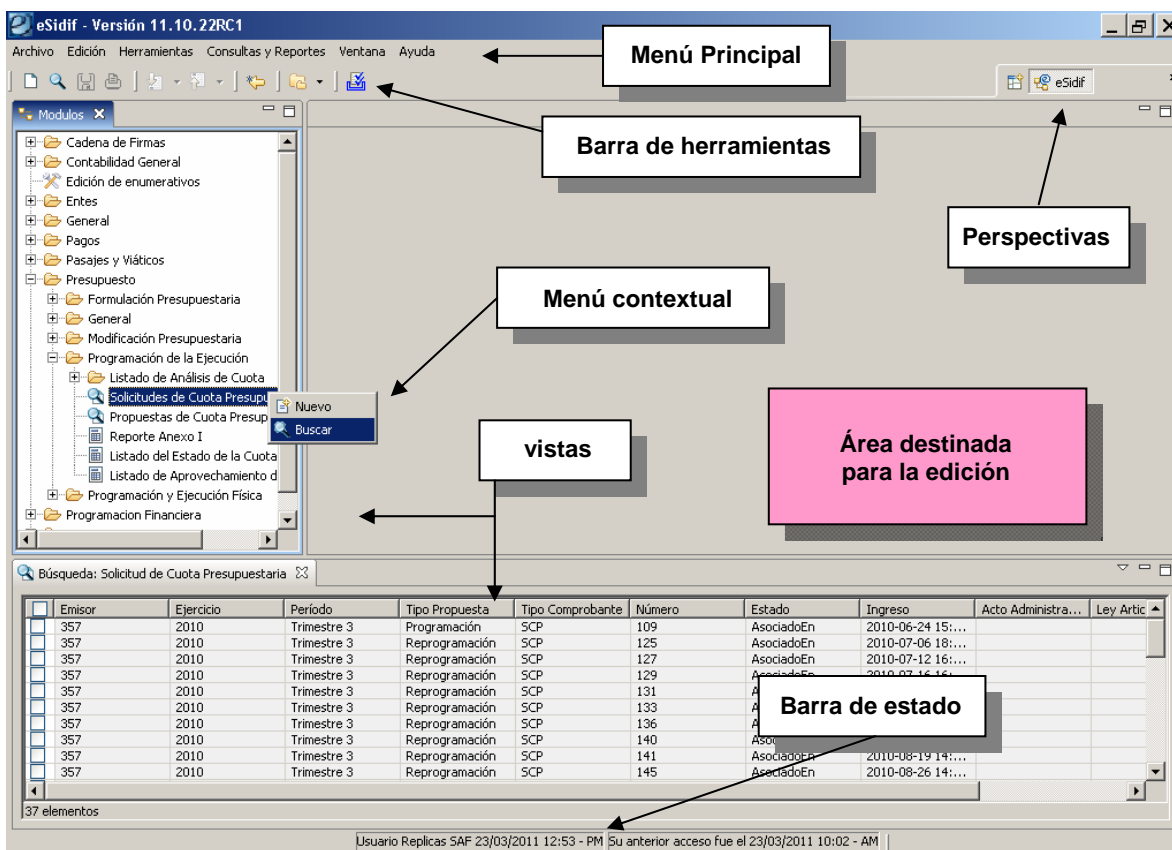 eSidif - Versión 11.10.22RC1
Archivo Edición Herramientas Consultas y Reportes Ventana Ayuda
Menú Principal
eSidif
Modulos
Barra de herramientas
Perspectivas
Cadena de Firmas
Contabilidad General
Edición de enumerativos
Entes
General
Pagos
Pasajes y Viáticos
Presupuesto
Formulación Presupuestaria
General
Modificación Presupuestaria
Programación de la Ejecución
Listado de Análisis de Cuota
Solicitudes de Cuota Presupu
Propuestas de Cuota Presup
Reporte Anexo I
Listado del Estado de la Cuota
Listado de Aprovechamiento d
Programación y Ejecución Física
Programacion Financiera
Menú contextual
Nuevo
Buscar
vistas
Área destinada
para la edición
Búsqueda: Solicitud de Cuota Presupuestaria
Emisor Ejercicio Período Tipo Propuesta Tipo Comprobante Número Estado Ingreso Acto Administra... Ley Artic
357 2010 Trimestre 3 Programación SCP 109 AsociadoEn 2010-06-24 15:...
357 2010 Trimestre 3 Reprogramación SCP 125 AsociadoEn 2010-07-06 18:...
357 2010 Trimestre 3 Reprogramación SCP 127 AsociadoEn 2010-07-12 16:...
357 2010 Trimestre 3 Reprogramación SCP 129 AsociadoEn 2010-07-16 16:...
357 2010 Trimestre 3 Reprogramación SCP 131
357 2010 Trimestre 3 Reprogramación SCP 133
357 2010 Trimestre 3 Reprogramación SCP 136
357 2010 Trimestre 3 Reprogramación SCP 140
357 2010 Trimestre 3 Reprogramación SCP 141 AsociadoEn 2010-08-19 14:...
357 2010 Trimestre 3 Reprogramación SCP 145 AsociadoEn 2010-08-26 14:...
Barra de estado
37 elementos
Usuario Replicas SAF 23/03/2011 12:53 - PM Su anterior acceso fue el 23/03/2011 10:02 - AM